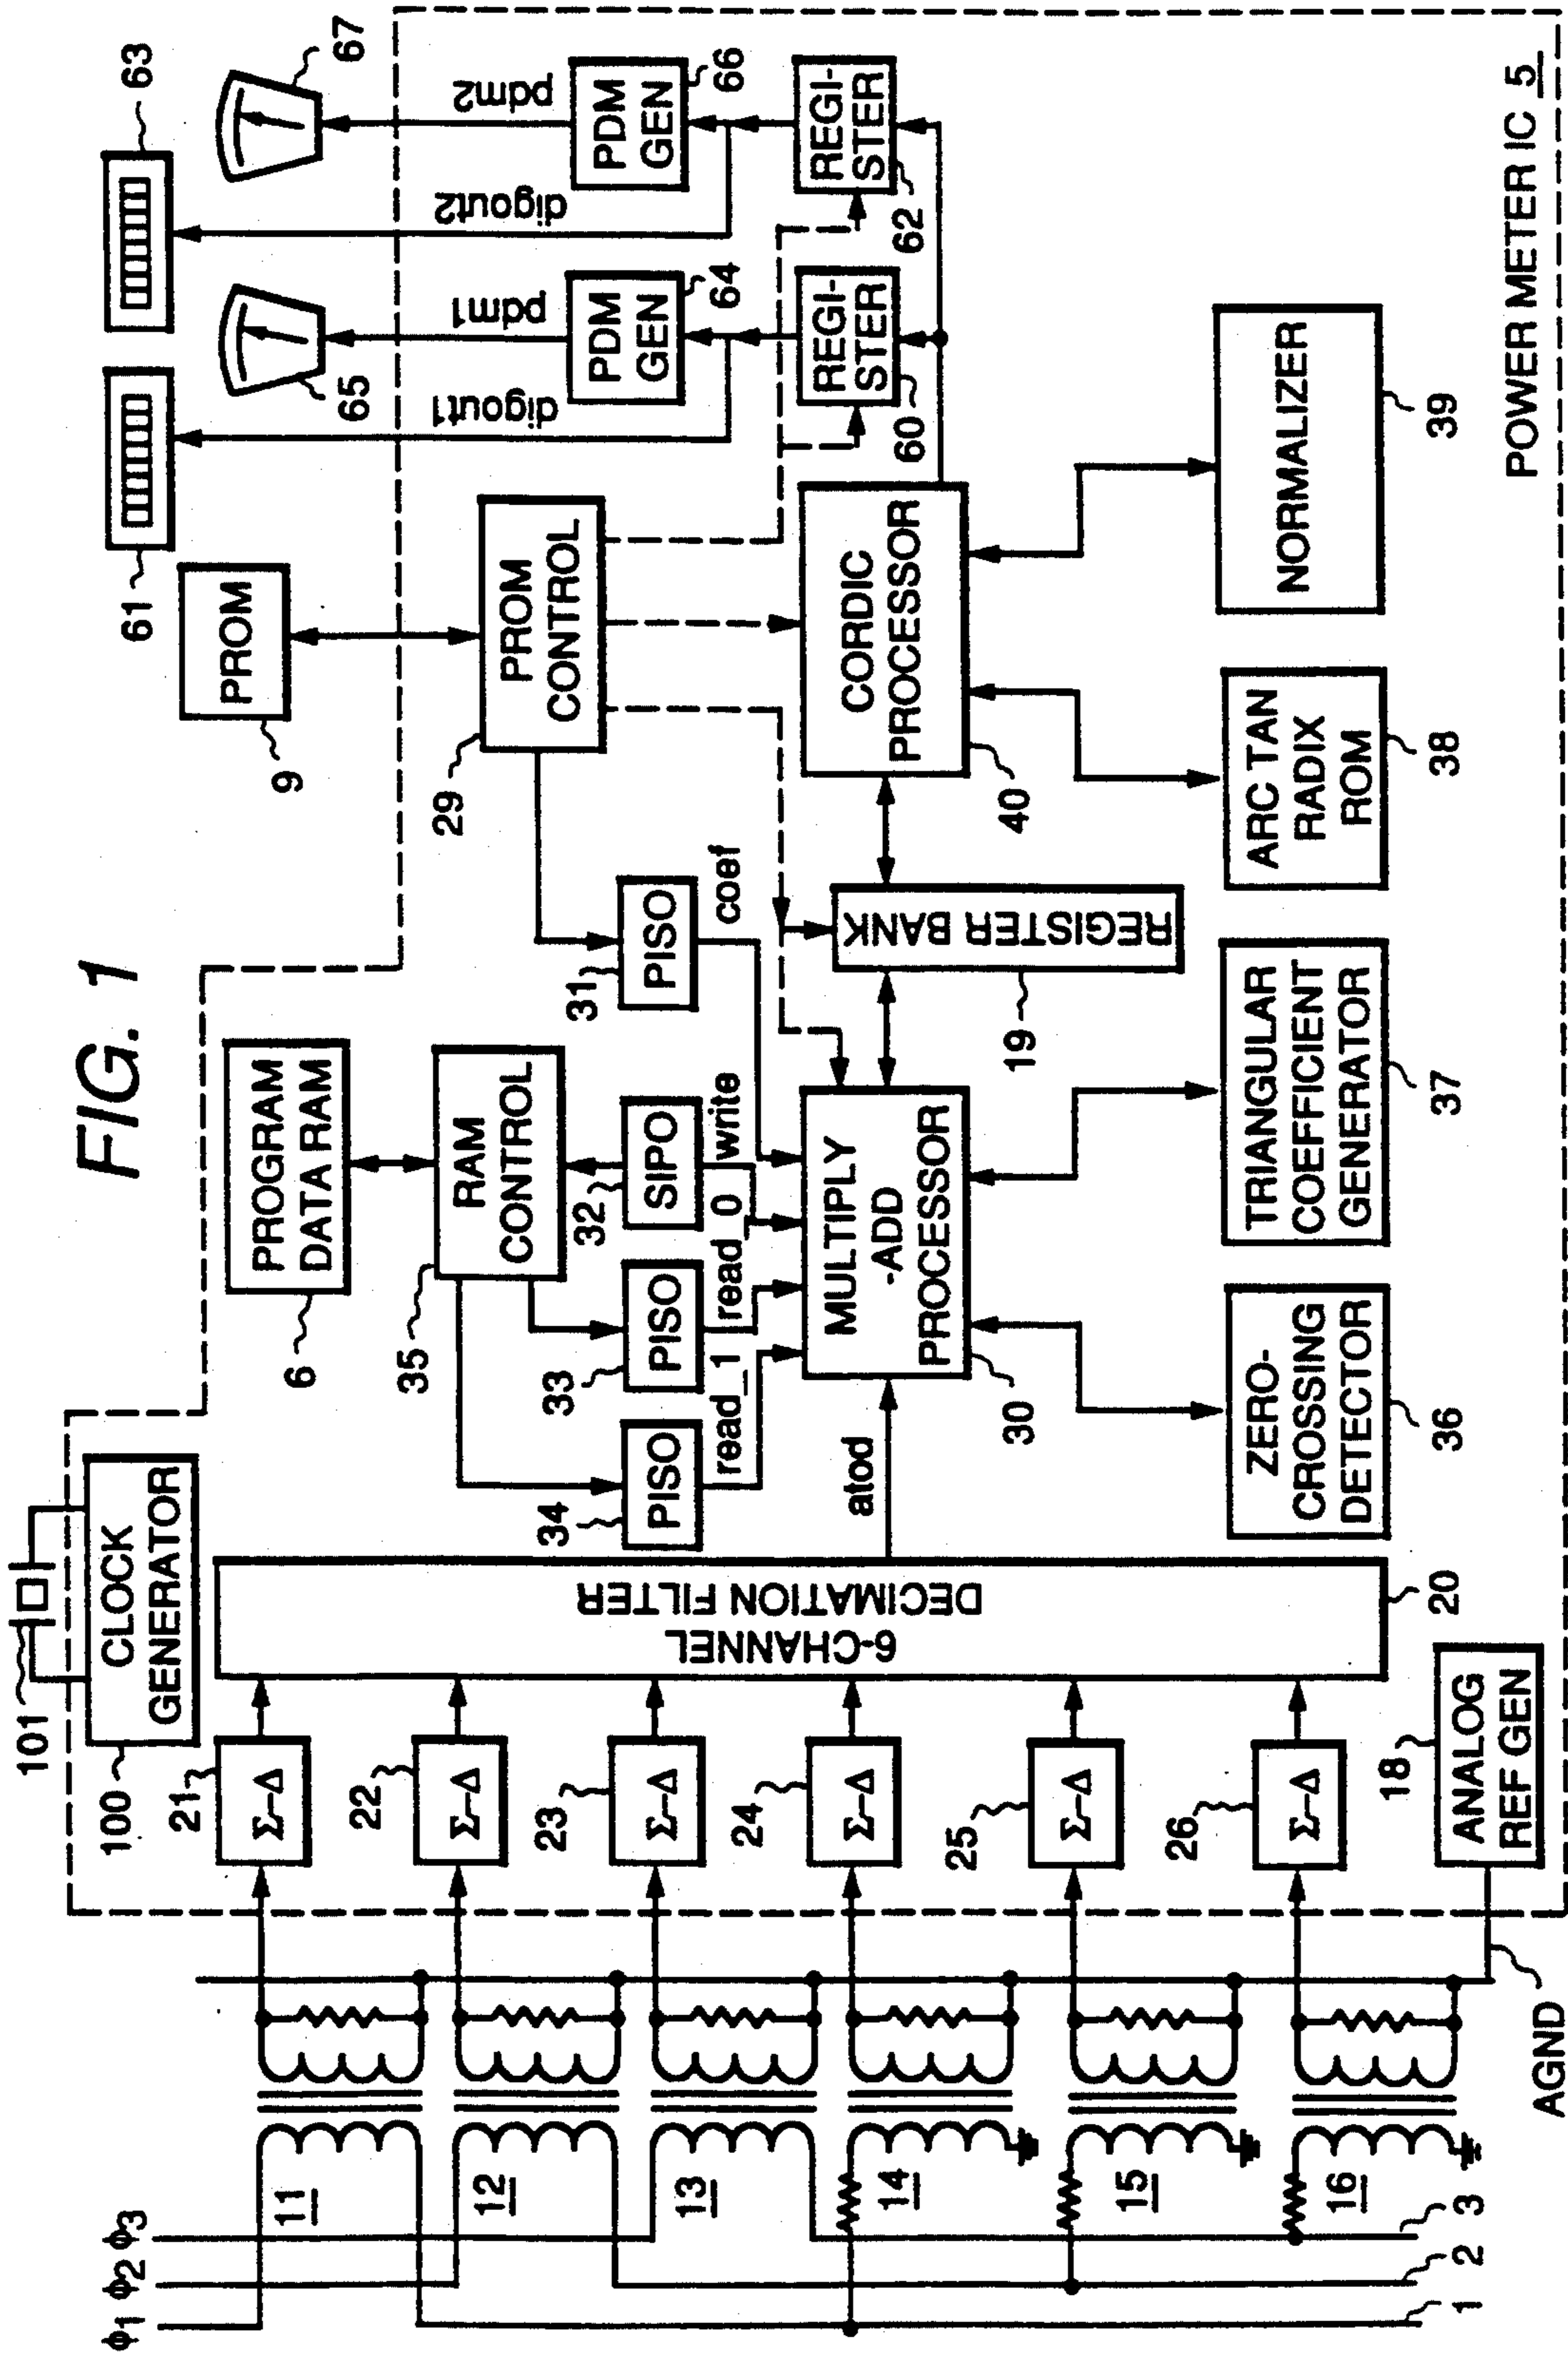 FIG. 1
101
100
CLOCK
GENERATOR
6
PROGRAM
DATA RAM
9
PROM
61
63
65
67
35
RAM
CONTROL
29
PROM
CONTROL
digout1
pdm1
digout2
pdm2
PDM
GEN
64
PDM
GEN
66
34
PISO
read_1
33
PISO
read_0
32
SIPO
write
31
PISO
coef
60
REGI-
STER
62
REGI-
STER
21
Σ-Δ
22
Σ-Δ
23
Σ-Δ
24
Σ-Δ
25
Σ-Δ
26
Σ-Δ
6-CHANNEL
DECIMATION FILTER
20
atod
MULTIPLY
-ADD
PROCESSOR
30
REGISTER BANK
19
CORDIC
PROCESSOR
40
ZERO-
CROSSING
DETECTOR
36
TRIANGULAR
COEFFICIENT
GENERATOR
37
ARC TAN
RADIX
ROM
38
NORMALIZER
39
18
ANALOG
REF GEN
AGND
POWER METER IC 5
ϕ1
ϕ2
ϕ3
11
12
13
14
15
16
1
2
3